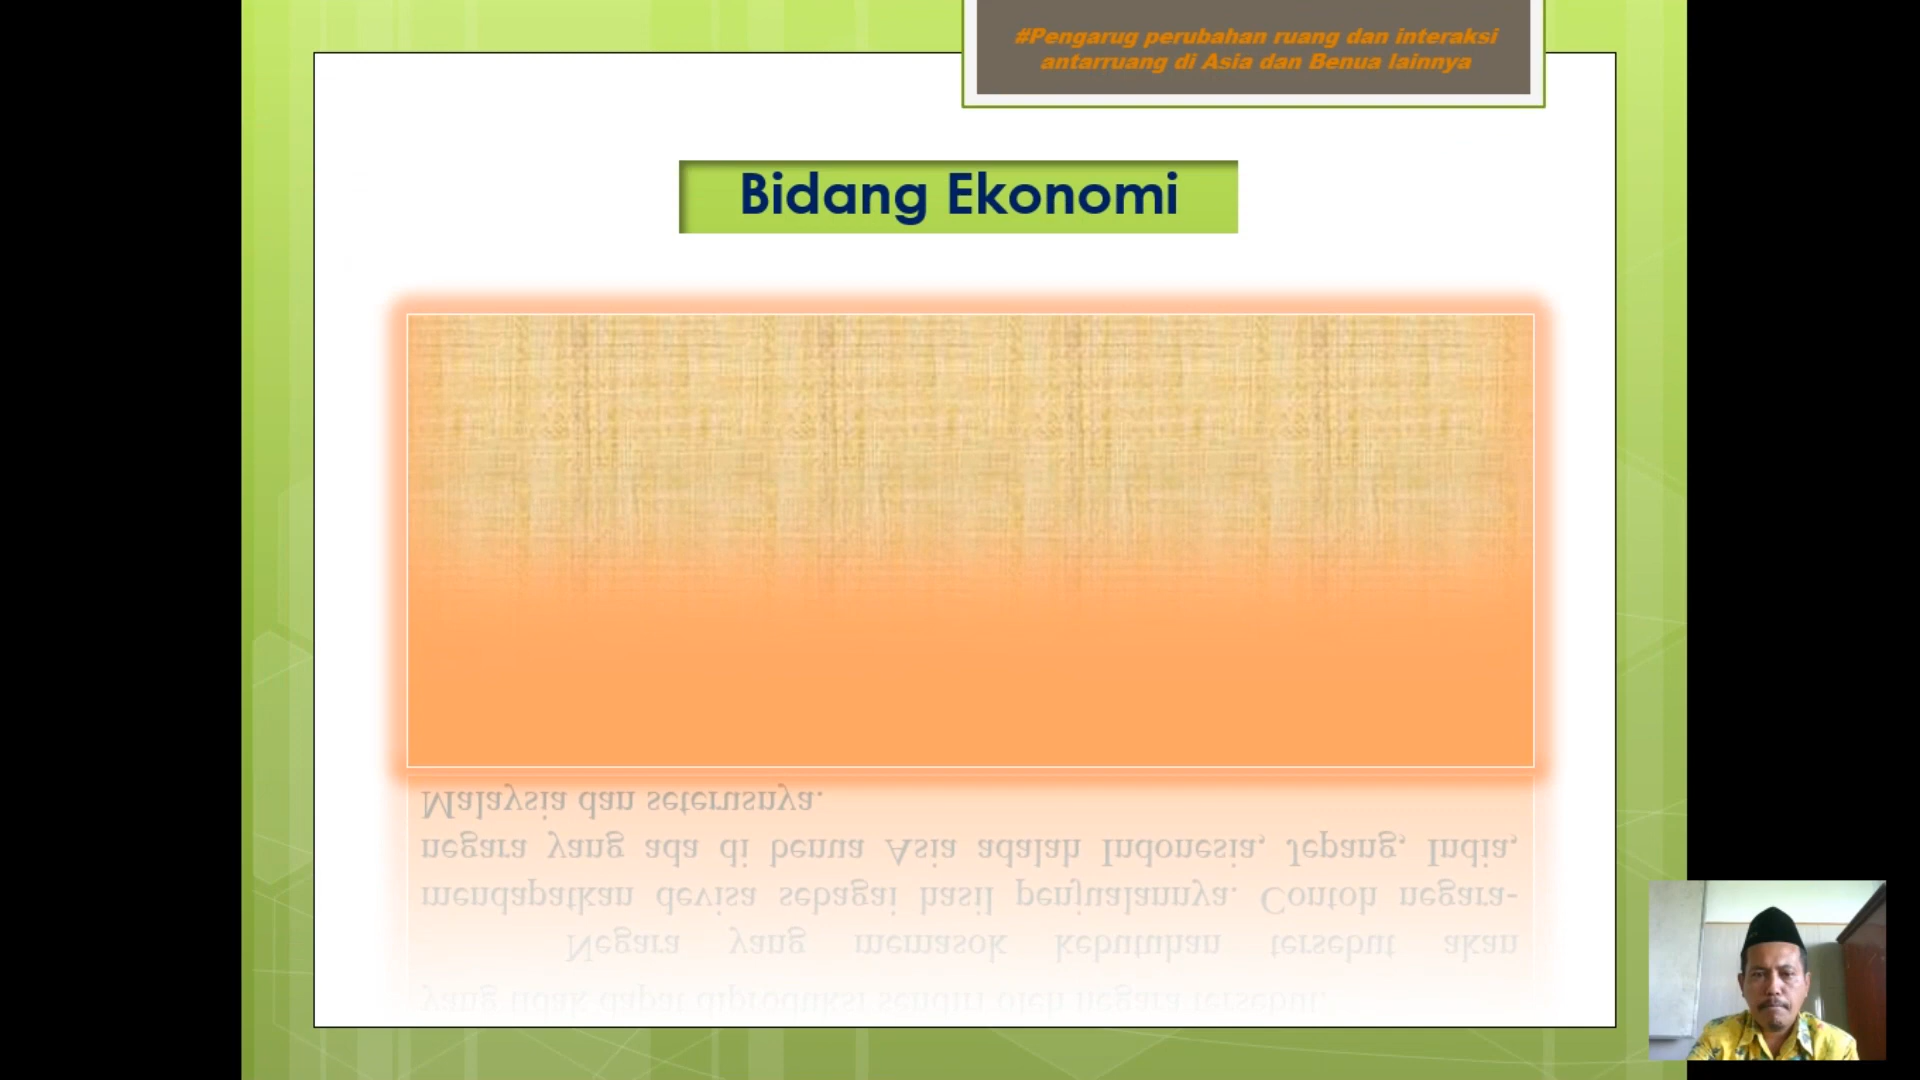 #Pengarug perubahan ruang dan interaksi
antarruang di Asia dan Benua lainnya
Bidang Ekonomi
Malaysia dan seterusnya.
negara yang ada di benua Asia adalah Indonesia, Jepang, India,
mendapatkan devisa sebagai hasil penjualannya. Contoh negara-
Negara yang memasok kebutuhan tersebut akan
yang tidak dapat diproduksi sendiri oleh negara tersebut.